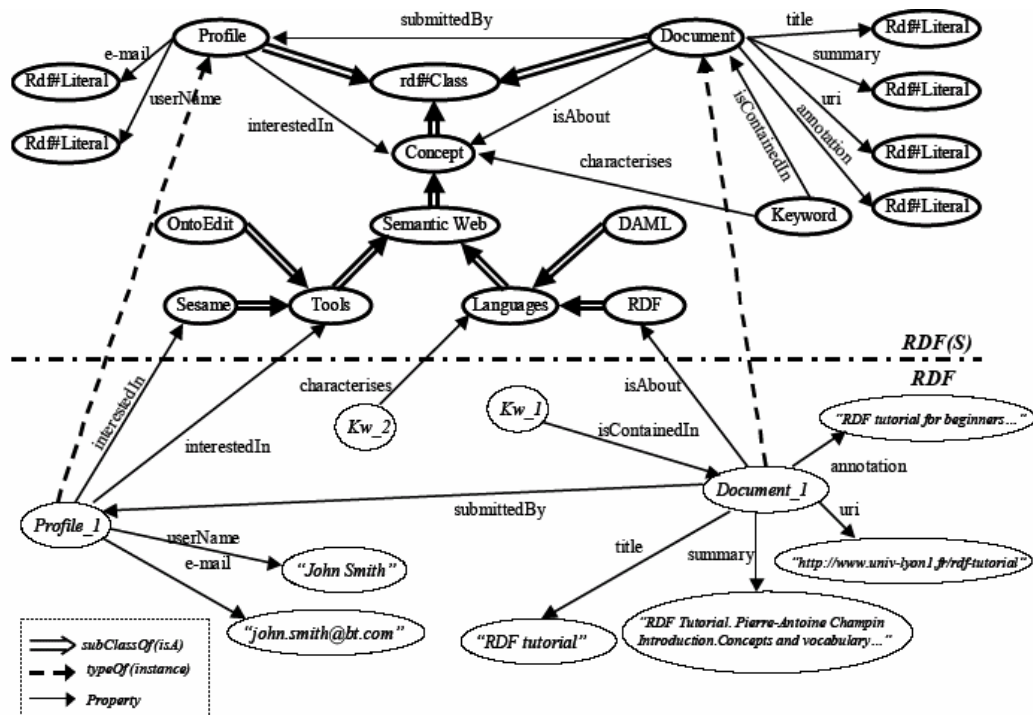 submittedBy
title
Profile
Document
Rdf#Literal
e-mail
summary
Rdf#Literal
rdf#Class
Rdf#Literal
userName
uri
isContainedIn
annotation
interestedIn
isAbout
Rdf#Literal
Concept
Rdf#Literal
characterises
Rdf#Literal
Keyword
OntoEdit
Semantic Web
DAML
Sesame
Tools
Languages
RDF
RDF(S)
RDF
interestedIn
characterises
isAbout
Kw_1
"RDF tutorial for beginners..."
Kw_2
interestedIn
isContainedIn
annotation
Document_1
Profile_1
submittedBy
uri
userName
title
e-mail
summary
"John Smith"
"http://www.univ-lyon1.fr/rdf-tutorial"
"john.smith@bt.com"
"RDF tutorial"
"RDF Tutorial. Pierre-Antoine Champin
Introduction.Concepts and vocabulary..."
subClassOf(isA)
typeOf(instance)
Property